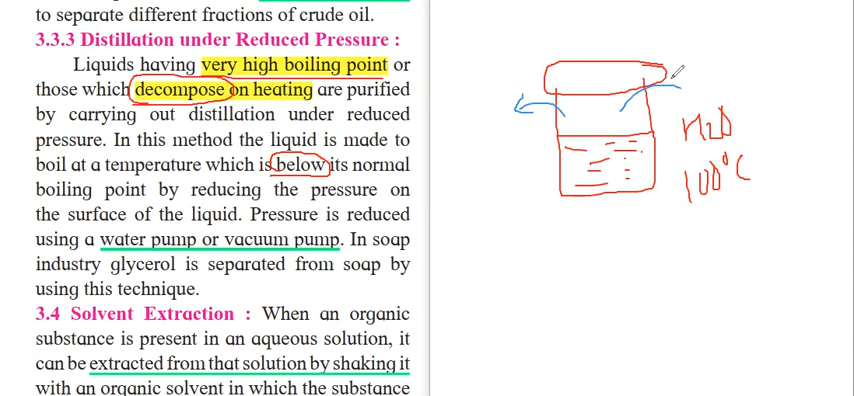 to separate different fractions of crude oil.
3.3.3 Distillation under Reduced Pressure :
Liquids having very high boiling point or
those which decompose on heating are purified
by carrying out distillation under reduced
pressure. In this method the liquid is made to
boil at a temperature which is below its normal
boiling point by reducing the pressure on
the surface of the liquid. Pressure is reduced
using a water pump or vacuum pump. In soap
industry glycerol is separated from soap by
using this technique.
3.4 Solvent Extraction : When an organic
substance is present in an aqueous solution, it
can be extracted from that solution by shaking it
with an organic solvent in which the substance
H2O
100°C